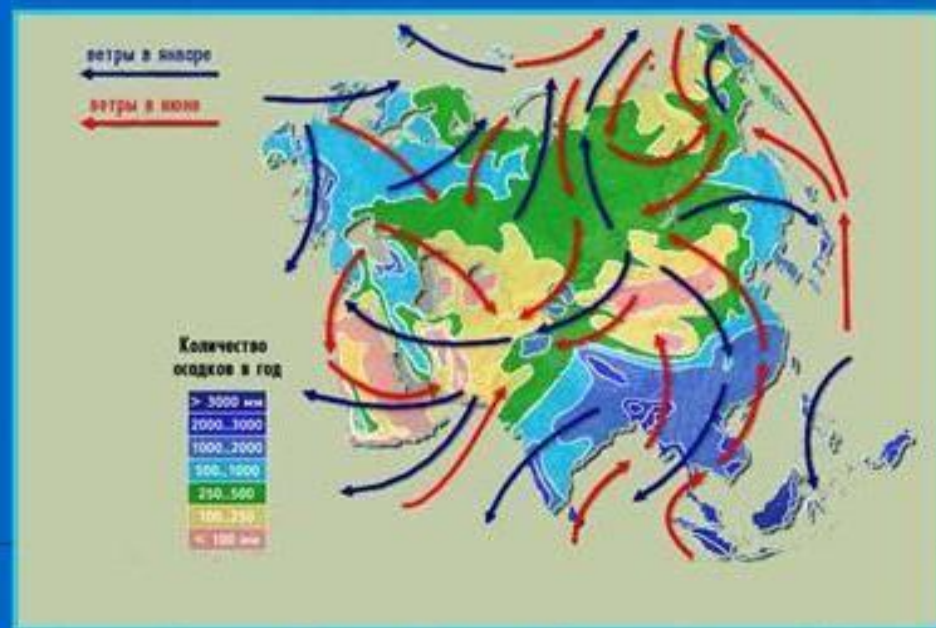 ветры в январе
ветры в июне
Количество
осадков в год
> 3000 мм
2000..3000
1000..2000
500..1000
250..500
100..250
< 100 мм